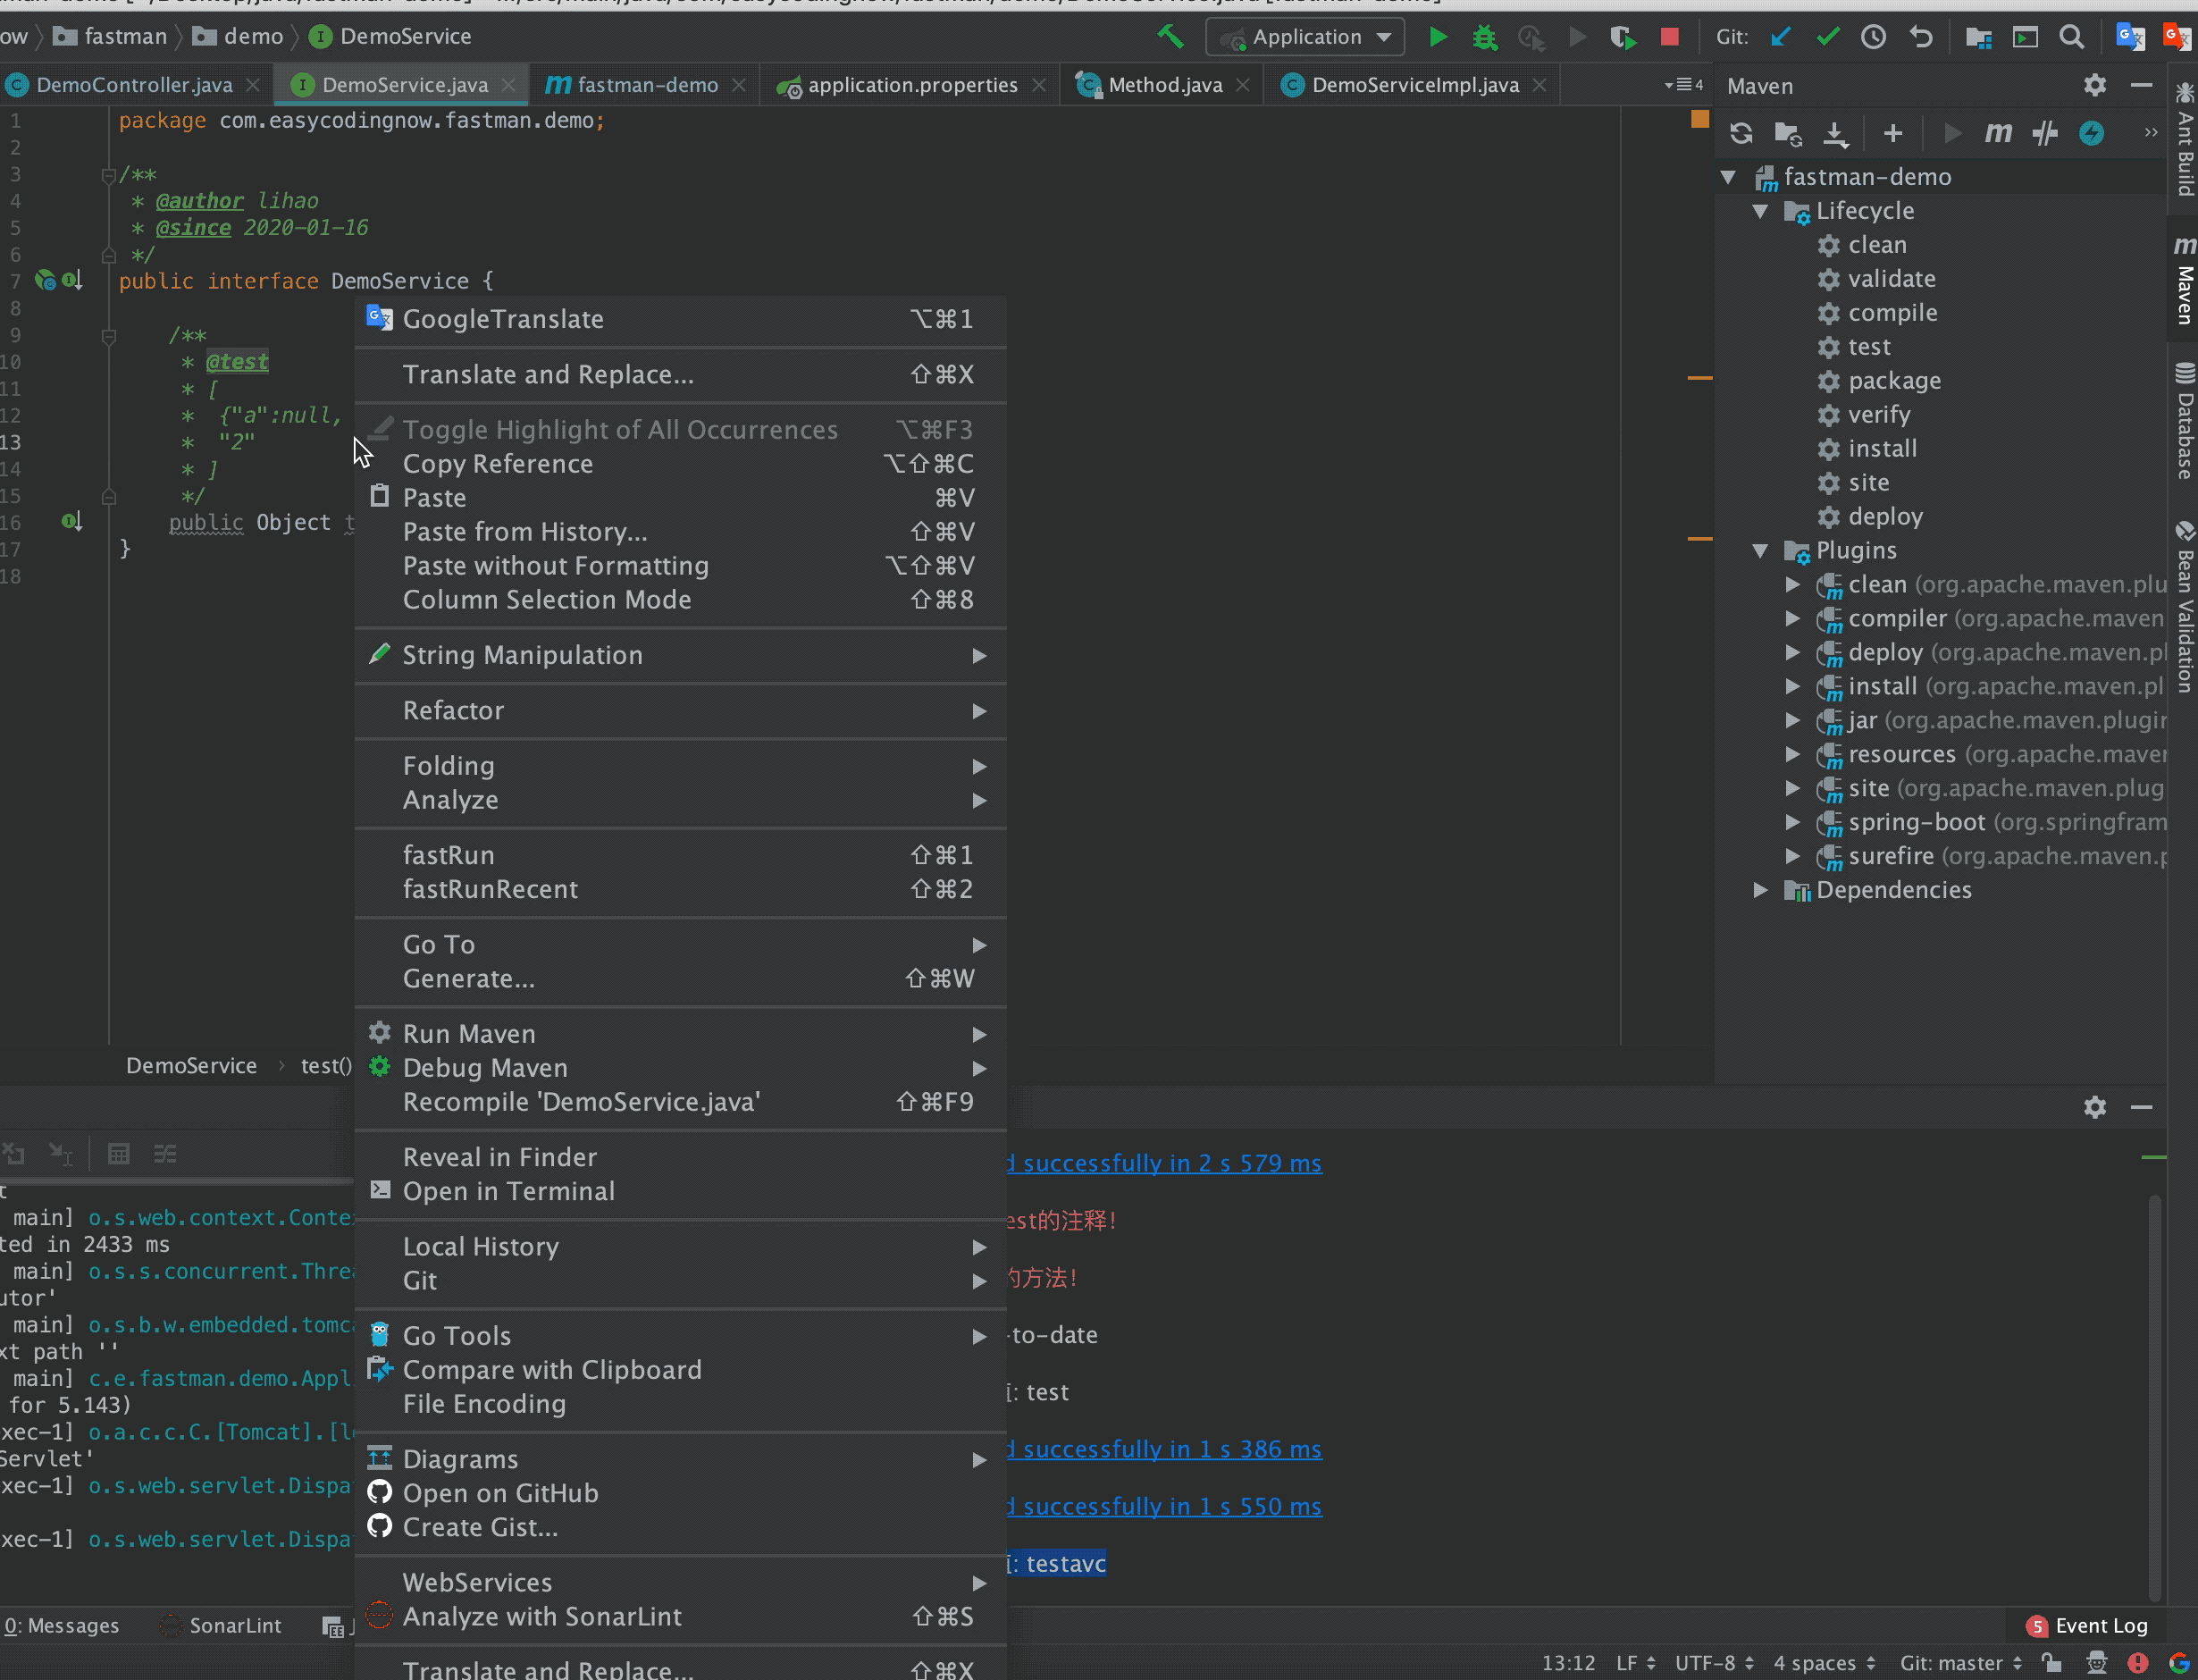 ow fastman demo DemoService
Application Git:
DemoController.java DemoService.java fastman-demo application.properties Method.java DemoServiceImpl.java 4
1 package com.easycodingnow.fastman.demo;
2
3 /**
4 * @author lihao
5 * @since 2020-01-16
6 */
7 public interface DemoService {
8
9 /**
10 * @test
11 * [
12 * {"a":null,
13 * "2"
14 * ]
15 */
16 public Object t
17 }
18
DemoService › test()
GoogleTranslate ⌥⌘1
Translate and Replace... ⇧⌘X
Toggle Highlight of All Occurrences ⌥⌘F3
Copy Reference ⌥⇧⌘C
Paste ⌘V
Paste from History... ⇧⌘V
Paste without Formatting ⌥⇧⌘V
Column Selection Mode ⇧⌘8
String Manipulation
Refactor
Folding
Analyze
fastRun ⇧⌘1
fastRunRecent ⇧⌘2
Go To
Generate... ⇧⌘W
Run Maven
Debug Maven
Recompile 'DemoService.java' ⇧⌘F9
Reveal in Finder
Open in Terminal
Local History
Git
Go Tools
Compare with Clipboard
File Encoding
Diagrams
Open on GitHub
Create Gist...
WebServices
Analyze with SonarLint ⇧⌘S
Translate and Replace... ⇧⌘X
Maven
fastman-demo
Lifecycle
clean
validate
compile
test
package
verify
install
site
deploy
Plugins
clean (org.apache.maven.plu
compiler (org.apache.maven
deploy (org.apache.maven.pl
install (org.apache.maven.pl
jar (org.apache.maven.plugin
resources (org.apache.maven
site (org.apache.maven.plug
spring-boot (org.springfram
surefire (org.apache.maven.p
Dependencies
Ant Build
Maven
Database
Bean Validation
t
main] o.s.web.context.Contex
ted in 2433 ms
main] o.s.s.concurrent.Threa
utor'
main] o.s.b.w.embedded.tomca
xt path ''
main] c.e.fastman.demo.Appl
for 5.143)
xec-1] o.a.c.c.C.[Tomcat].[lo
Servlet'
xec-1] o.s.web.servlet.Dispat
xec-1] o.s.web.servlet.Dispat
d successfully in 2 s 579 ms
est的注释!
的方法!
-to-date
: test
d successfully in 1 s 386 ms
d successfully in 1 s 550 ms
: testavc
0: Messages SonarLint J
5 Event Log
13:12 LF UTF-8 4 spaces Git: master